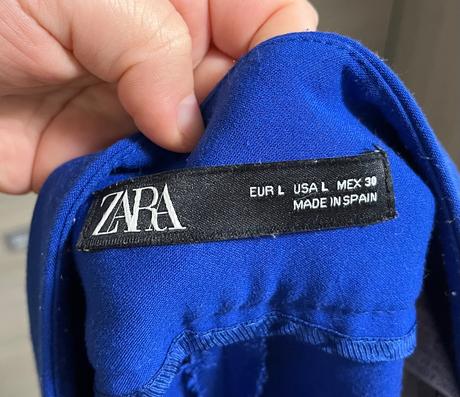 ZARA
EUR L USA L MEX 30
MADE IN SPAIN